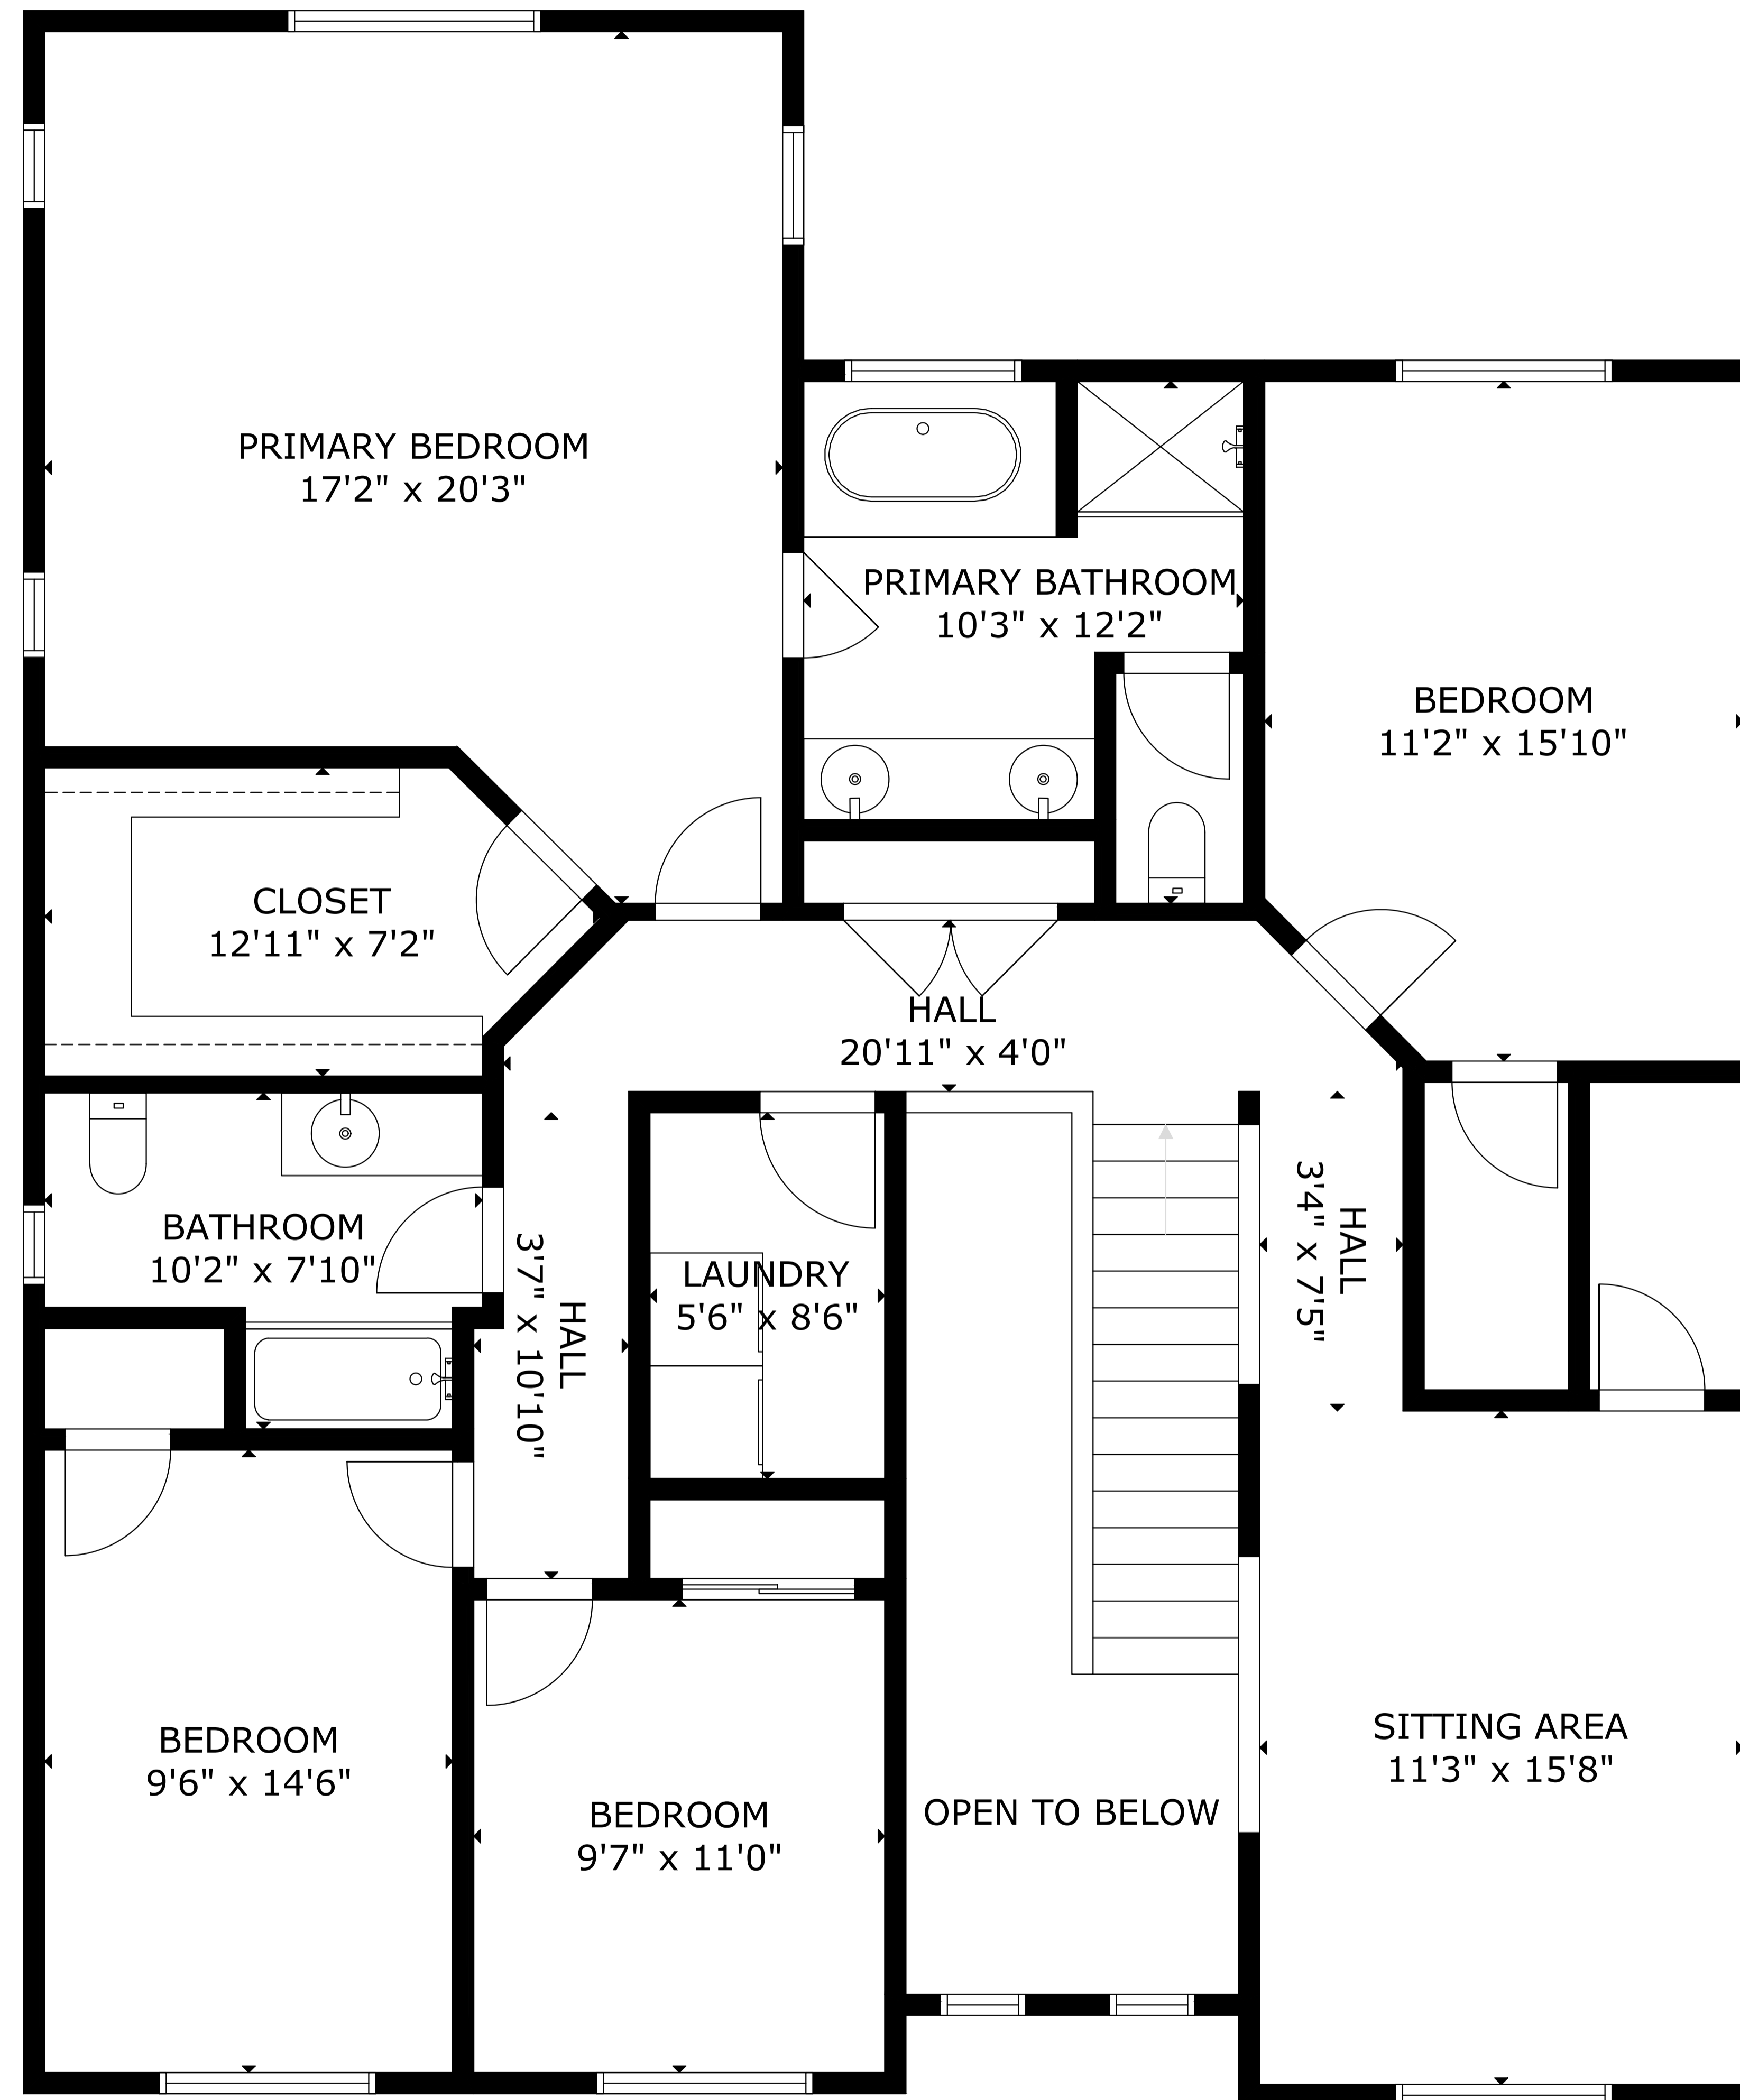 PRIMARY BEDROOM
17'2" x 20'3"
PRIMARY BATHROOM
10'3" x 12'2"
BEDROOM
11'2" x 15'10"
CLOSET
12'11" x 7'2"
HALL
20'11" x 4'0"
BATHROOM
10'2" x 7'10"
HALL
3'7" x 10'10"
LAUNDRY
5'6" x 8'6"
HALL
3'4" x 7'5"
BEDROOM
9'6" x 14'6"
BEDROOM
9'7" x 11'0"
OPEN TO BELOW
SITTING AREA
11'3" x 15'8"